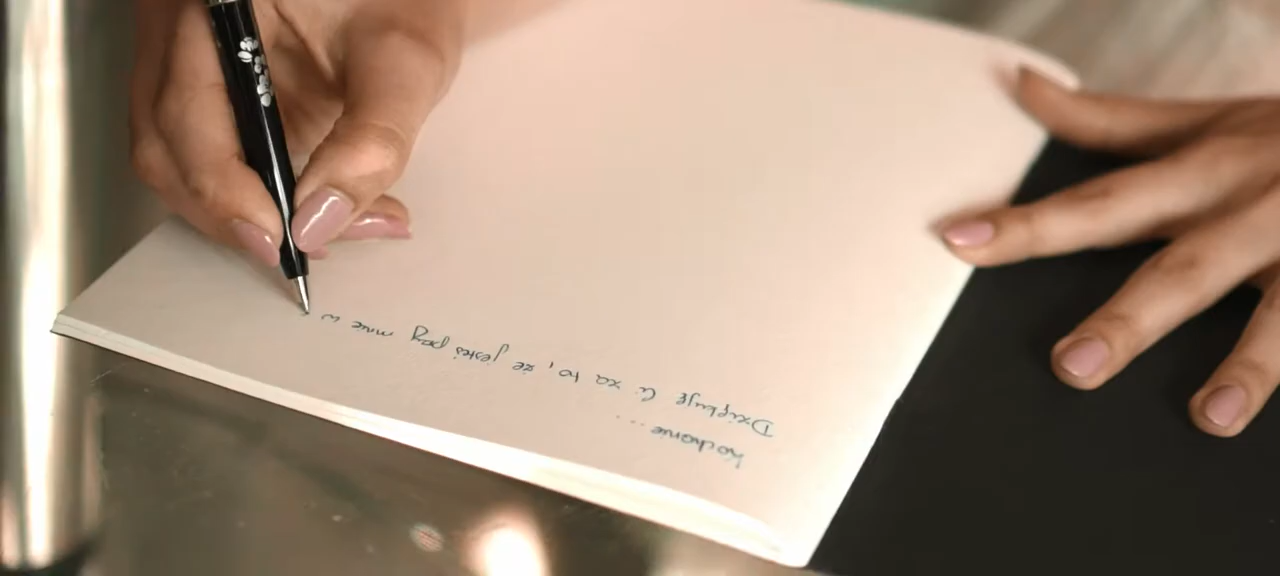 Kochanie...
Dziękuję Ci za to, że jesteś przy mnie w